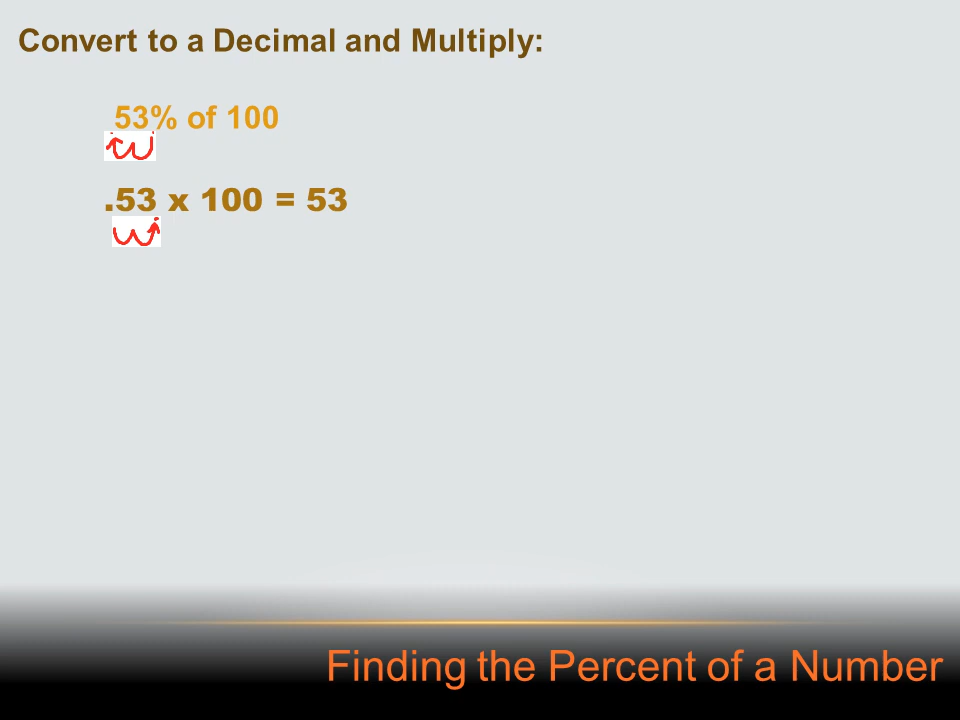 Convert to a Decimal and Multiply:
53% of 100
.53 x 100 = 53
Finding the Percent of a Number